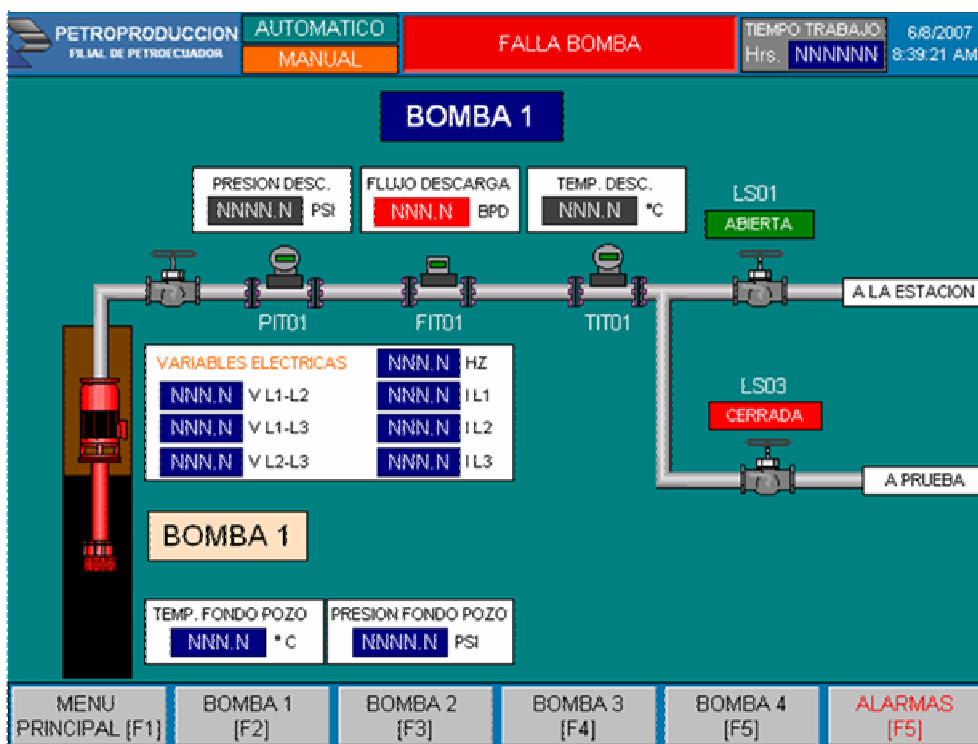 PETROPRODUCCION
FILIAL DE PETROECUADOR
AUTOMATICO
MANUAL
FALLA BOMBA
TIEMPO TRABAJO
Hrs. NNNNNN
6/8/2007
8:39:21 AM
BOMBA 1
PRESION DESC.
NNNN.N PSI
FLUJO DESCARGA
NNN.N BPD
TEMP. DESC.
NNN.N °C
LS01
ABIERTA
A LA ESTACION
PIT01
FIT01
TIT01
VARIABLES ELECTRICAS
NNN.N HZ
NNN.N V L1-L2
NNN.N I L1
NNN.N V L1-L3
NNN.N I L2
NNN.N V L2-L3
NNN.N I L3
LS03
CERRADA
A PRUEBA
BOMBA 1
TEMP. FONDO POZO
NNN.N °C
PRESION FONDO POZO
NNNN.N PSI
MENU
PRINCIPAL [F1]
BOMBA 1
[F2]
BOMBA 2
[F3]
BOMBA 3
[F4]
BOMBA 4
[F5]
ALARMAS
[F5]